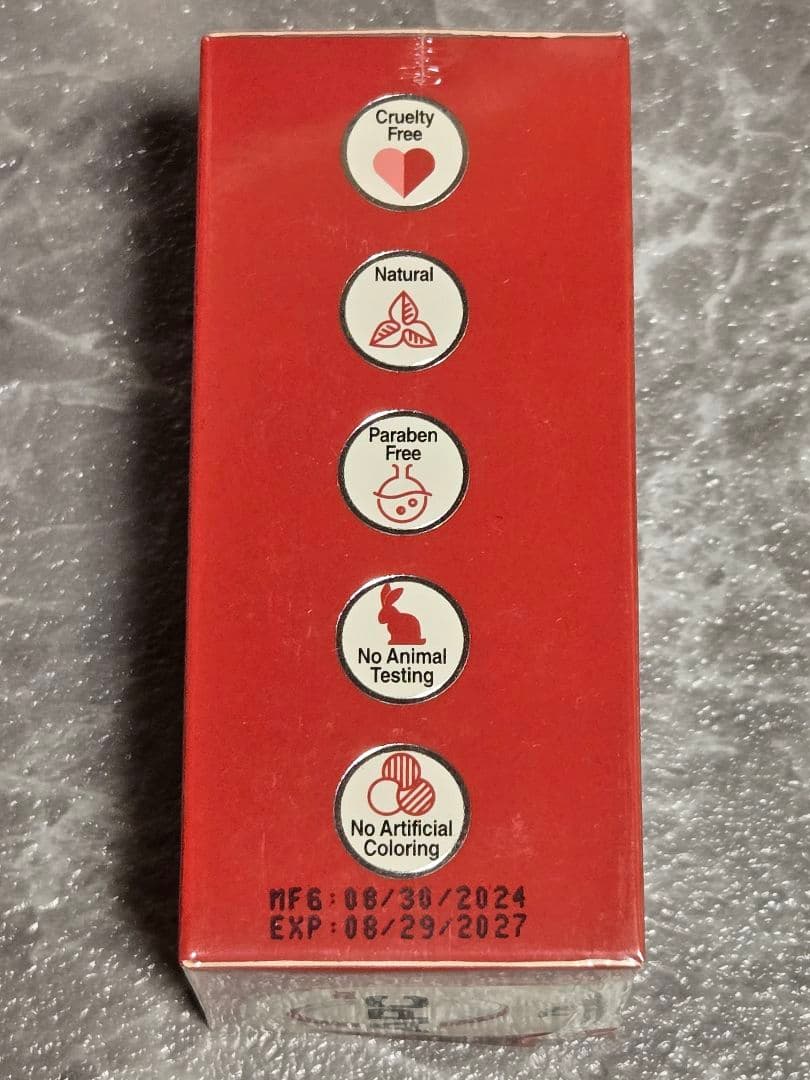 Cruelty
Free
Natural
Paraben
Free
No Animal
Testing
No Artificial
Coloring
MFG:08/30/2024
EXP:08/29/2027